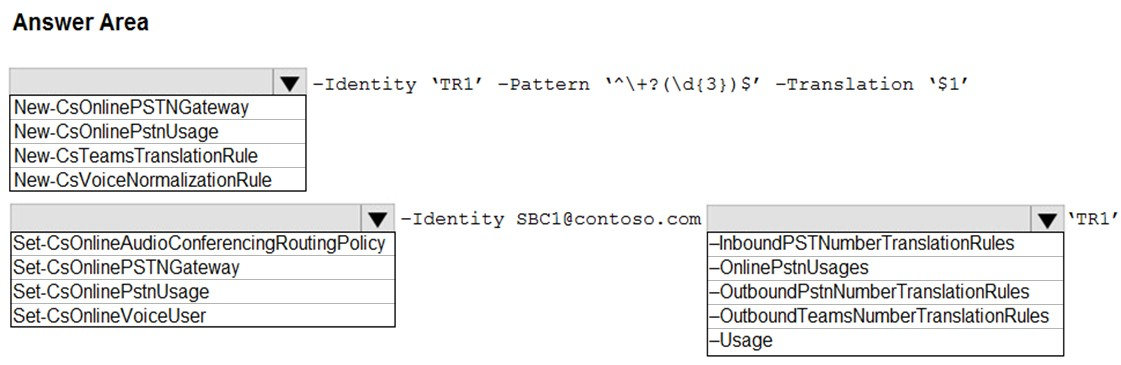 Answer Area
–Identity ‘TR1’ –Pattern ‘^\+?(\d{3})$’ –Translation ‘$1’
New-CsOnlinePSTNGateway
New-CsOnlinePstnUsage
New-CsTeamsTranslationRule
New-CsVoiceNormalizationRule
–Identity SBC1@contoso.com ‘TR1’
Set-CsOnlineAudioConferencingRoutingPolicy
Set-CsOnlinePSTNGateway
Set-CsOnlinePstnUsage
Set-CsOnlineVoiceUser
–InboundPSTNumberTranslationRules
–OnlinePstnUsages
–OutboundPstnNumberTranslationRules
–OutboundTeamsNumberTranslationRules
–Usage